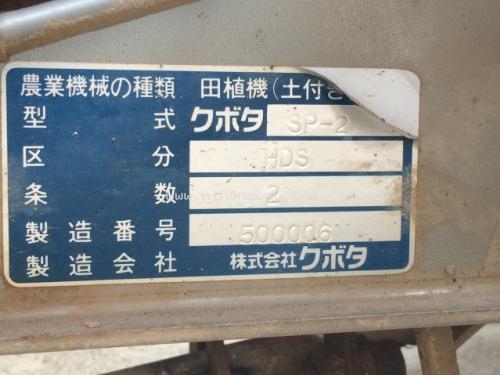 農業機械の種類 田植機(土付き
型式 クボタ SP-2
区分 HDS
条数 2
製造番号 500006
製造会社 株式会社クボタ